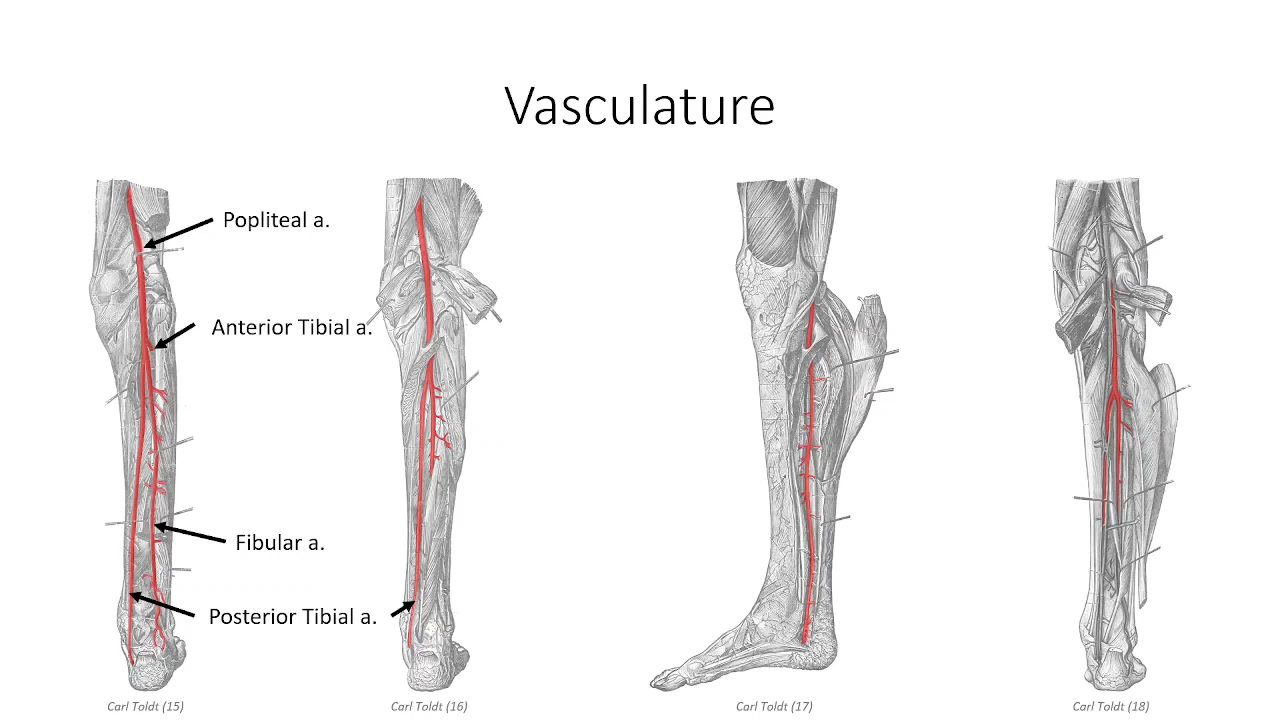 Vasculature
Popliteal a.
Anterior Tibial a.
Fibular a.
Posterior Tibial a.
Carl Toldt (15)
Carl Toldt (16)
Carl Toldt (17)
Carl Toldt (18)